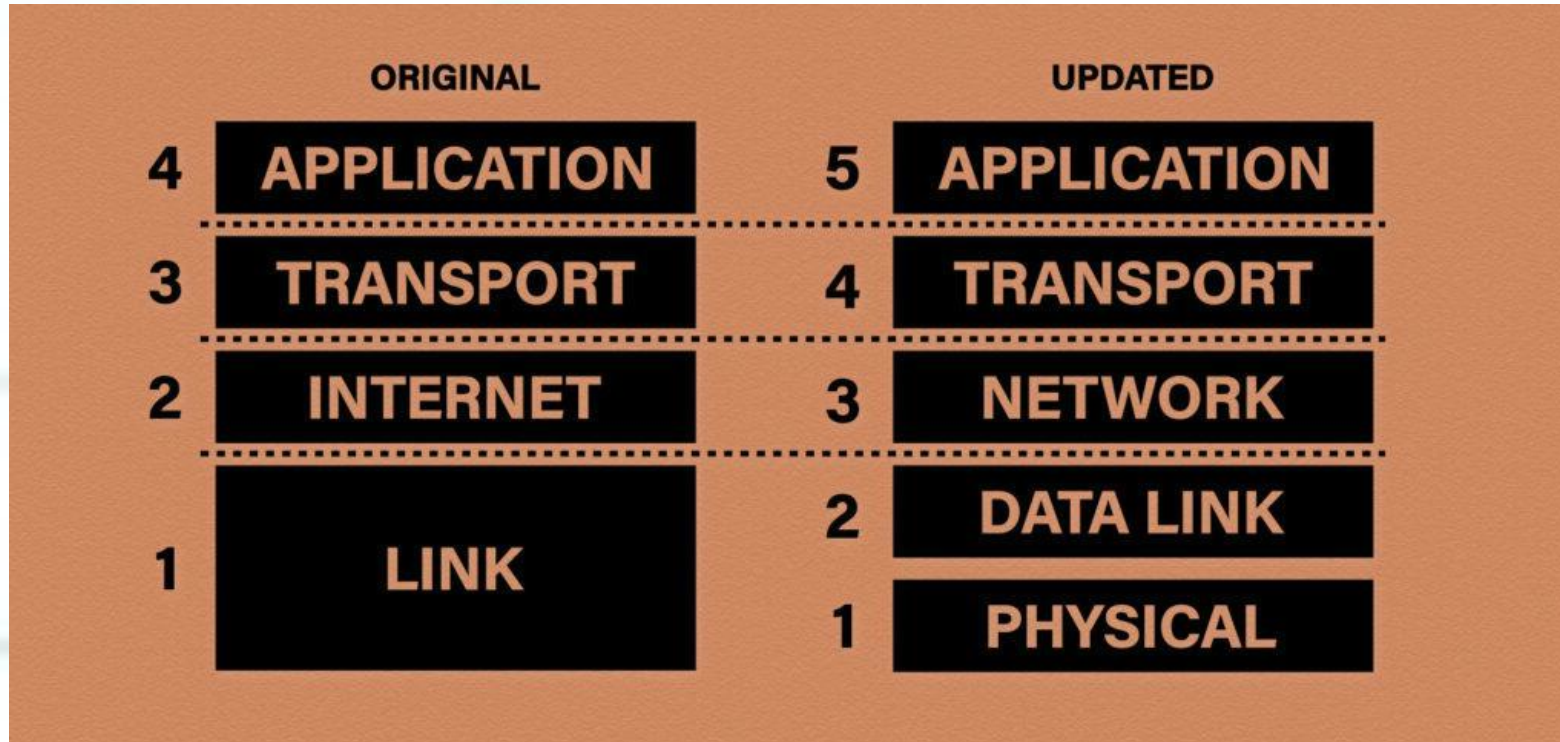 ORIGINAL
4 APPLICATION
3 TRANSPORT
2 INTERNET
1 LINK
UPDATED
5 APPLICATION
4 TRANSPORT
3 NETWORK
2 DATA LINK
1 PHYSICAL